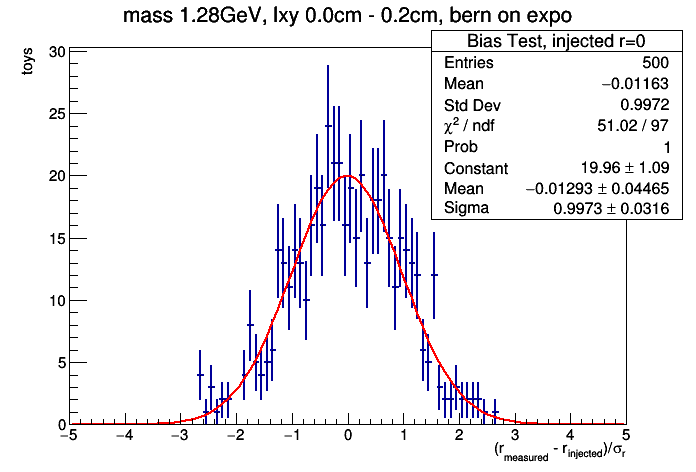 mass 1.28GeV, lxy 0.0cm - 0.2cm, bern on expo
Bias Test, injected r=0
Entries 500
Mean −0.01163
Std Dev 0.9972
χ² / ndf 51.02 / 97
Prob 1
Constant 19.96 ± 1.09
Mean −0.01293 ± 0.04465
Sigma 0.9973 ± 0.0316
toys
30
25
20
15
10
5
0
−5 −4 −3 −2 −1 0 1 2 3 4 5
(r_measured - r_injected)/σ_r